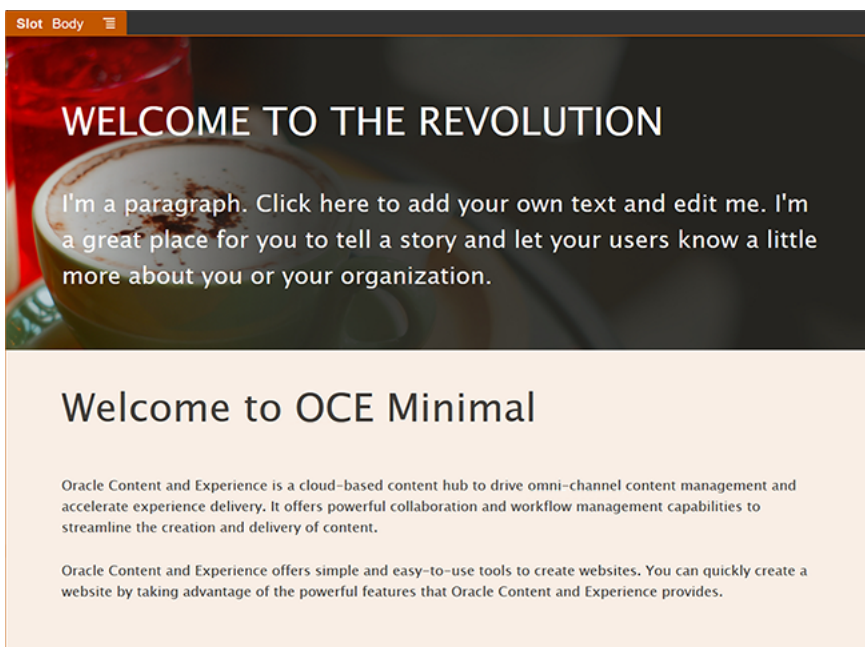 Slot Body
WELCOME TO THE REVOLUTION
I'm a paragraph. Click here to add your own text and edit me. I'm
a great place for you to tell a story and let your users know a little
more about you or your organization.
Welcome to OCE Minimal
Oracle Content and Experience is a cloud-based content hub to drive omni-channel content management and
accelerate experience delivery. It offers powerful collaboration and workflow management capabilities to
streamline the creation and delivery of content.
Oracle Content and Experience offers simple and easy-to-use tools to create websites. You can quickly create a
website by taking advantage of the powerful features that Oracle Content and Experience provides.